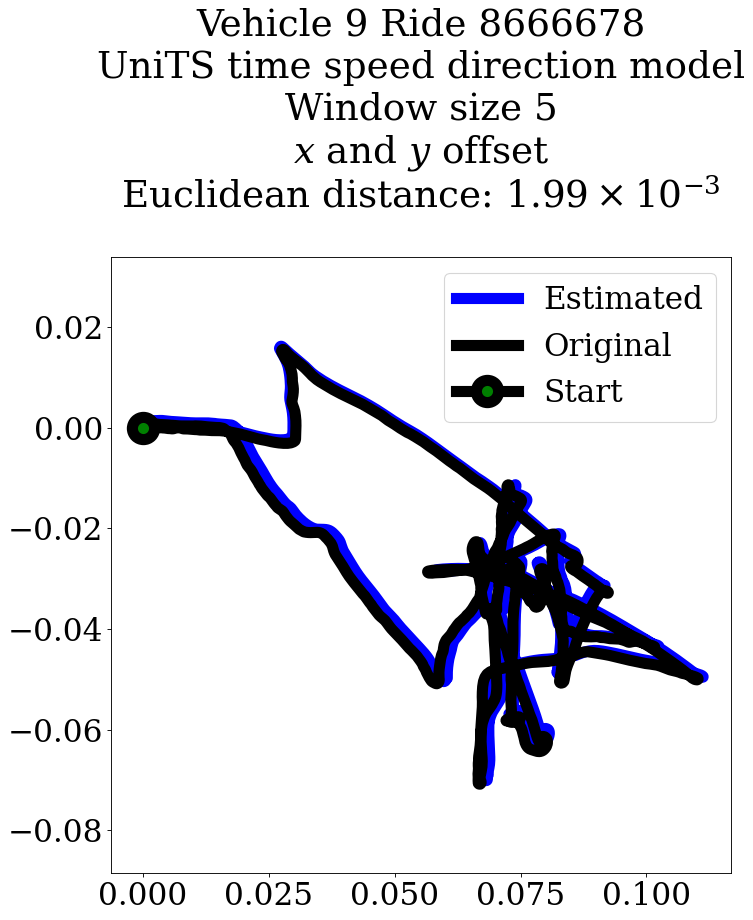 Vehicle 9 Ride 8666678
UniTS time speed direction model
Window size 5
x and y offset
Euclidean distance: 1.99 × 10⁻³
Estimated
Original
Start
0.02
0.00
−0.02
−0.04
−0.06
−0.08
0.000 0.025 0.050 0.075 0.100